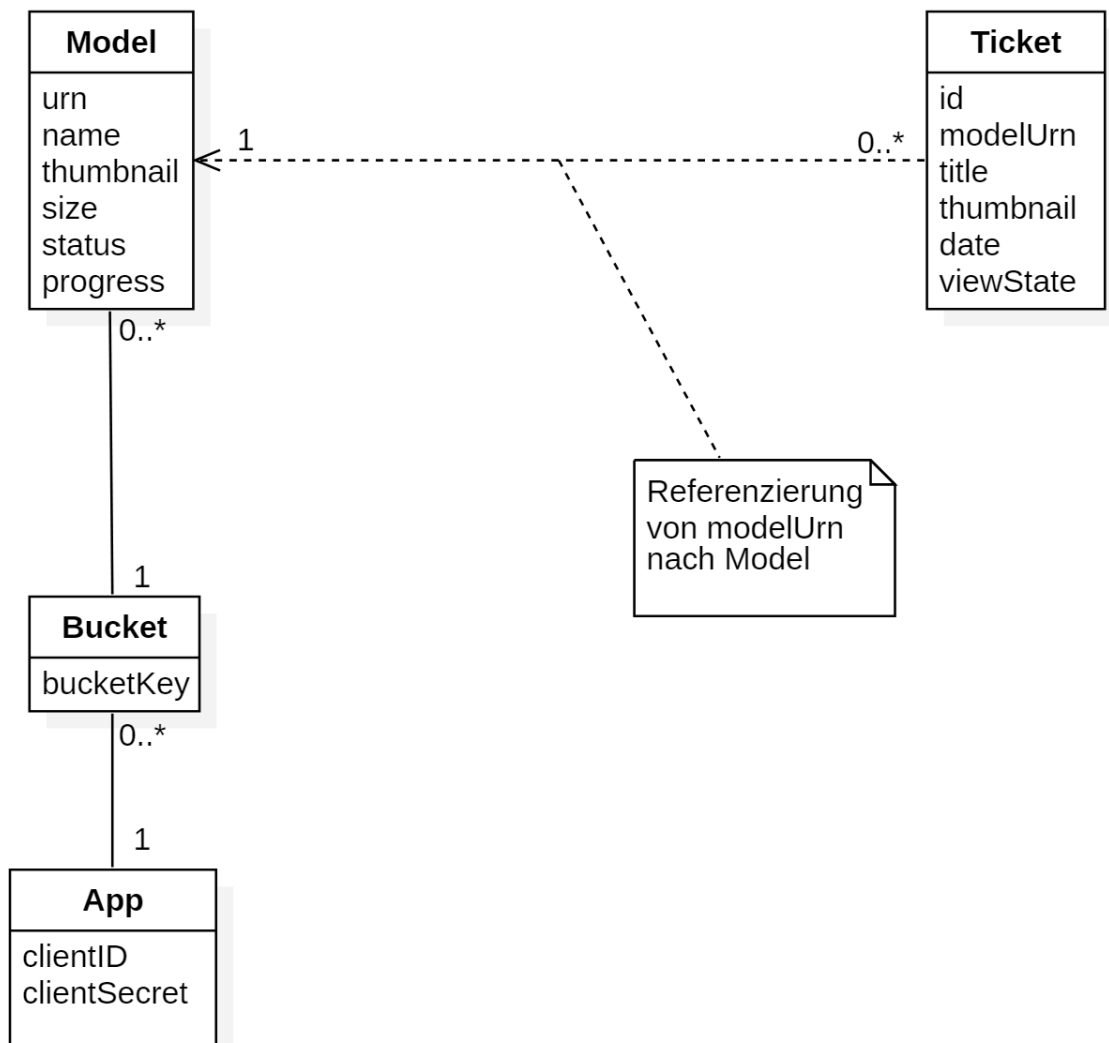 Model
urn
name
thumbnail
size
status
progress
1
0..*
Ticket
id
modelUrn
title
thumbnail
date
viewState
0..*
1
Referenzierung
von modelUrn
nach Model
Bucket
bucketKey
0..*
1
App
clientID
clientSecret